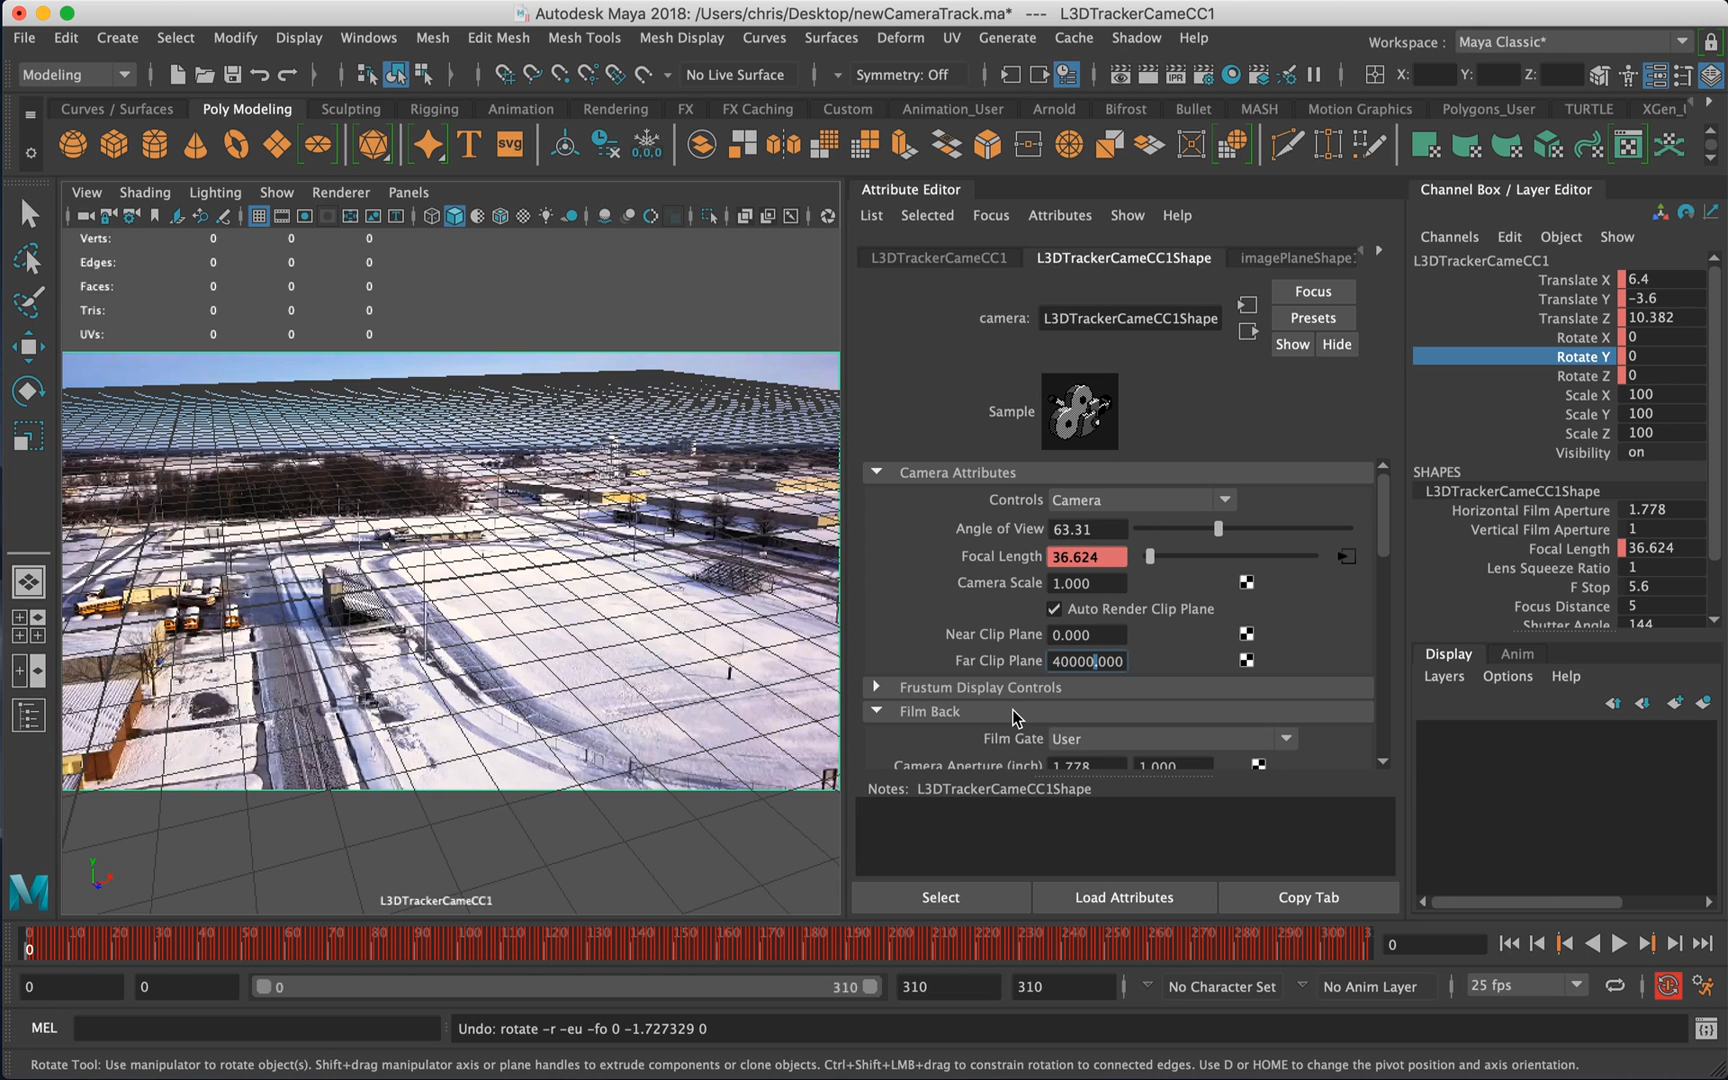 Autodesk Maya 2018: /Users/chris/Desktop/newCameraTrack.ma* --- L3DTrackerCameCC1
File Edit Create Select Modify Display Windows Mesh Edit Mesh Mesh Tools Mesh Display Curves Surfaces Deform UV Generate Cache Shadow Help Workspace : Maya Classic*
Modeling No Live Surface Symmetry: Off X: Y: Z:
Curves / Surfaces Poly Modeling Sculpting Rigging Animation Rendering FX FX Caching Custom Animation_User Arnold Bifrost Bullet MASH Motion Graphics Polygons_User TURTLE XGen_
T svg 0,0,0
View Shading Lighting Show Renderer Panels
Verts: 0 0 0
Edges: 0 0 0
Faces: 0 0 0
Tris: 0 0 0
UVs: 0 0 0
y
L3DTrackerCameCC1
Attribute Editor
List Selected Focus Attributes Show Help
L3DTrackerCameCC1 L3DTrackerCameCC1Shape imagePlaneShape1
camera: L3DTrackerCameCC1Shape
Focus
Presets
Show Hide
Sample
Camera Attributes
Controls Camera
Angle of View 63.31
Focal Length 36.624
Camera Scale 1.000
Auto Render Clip Plane
Near Clip Plane 0.000
Far Clip Plane 40000.000
Frustum Display Controls
Film Back
Film Gate User
Camera Aperture (inch) 1.778 1.000
Notes: L3DTrackerCameCC1Shape
Select Load Attributes Copy Tab
Channel Box / Layer Editor
Channels Edit Object Show
L3DTrackerCameCC1
Translate X 6.4
Translate Y -3.6
Translate Z 10.382
Rotate X 0
Rotate Y 0
Rotate Z 0
Scale X 100
Scale Y 100
Scale Z 100
Visibility on
SHAPES
L3DTrackerCameCC1Shape
Horizontal Film Aperture 1.778
Vertical Film Aperture 1
Focal Length 36.624
Lens Squeeze Ratio 1
F Stop 5.6
Focus Distance 5
Shutter Angle 144
Display Anim
Layers Options Help
0 10 20 30 40 50 60 70 80 90 100 110 120 130 140 150 160 170 180 190 200 210 220 230 240 250 260 270 280 290 300 3
0 0
0 0 0 310 310 310 No Character Set No Anim Layer 25 fps
MEL Undo: rotate -r -eu -fo 0 -1.727329 0
Rotate Tool: Use manipulator to rotate object(s). Shift+drag manipulator axis or plane handles to extrude components or clone objects. Ctrl+Shift+LMB+drag to constrain rotation to connected edges. Use D or HOME to change the pivot position and axis orientation.